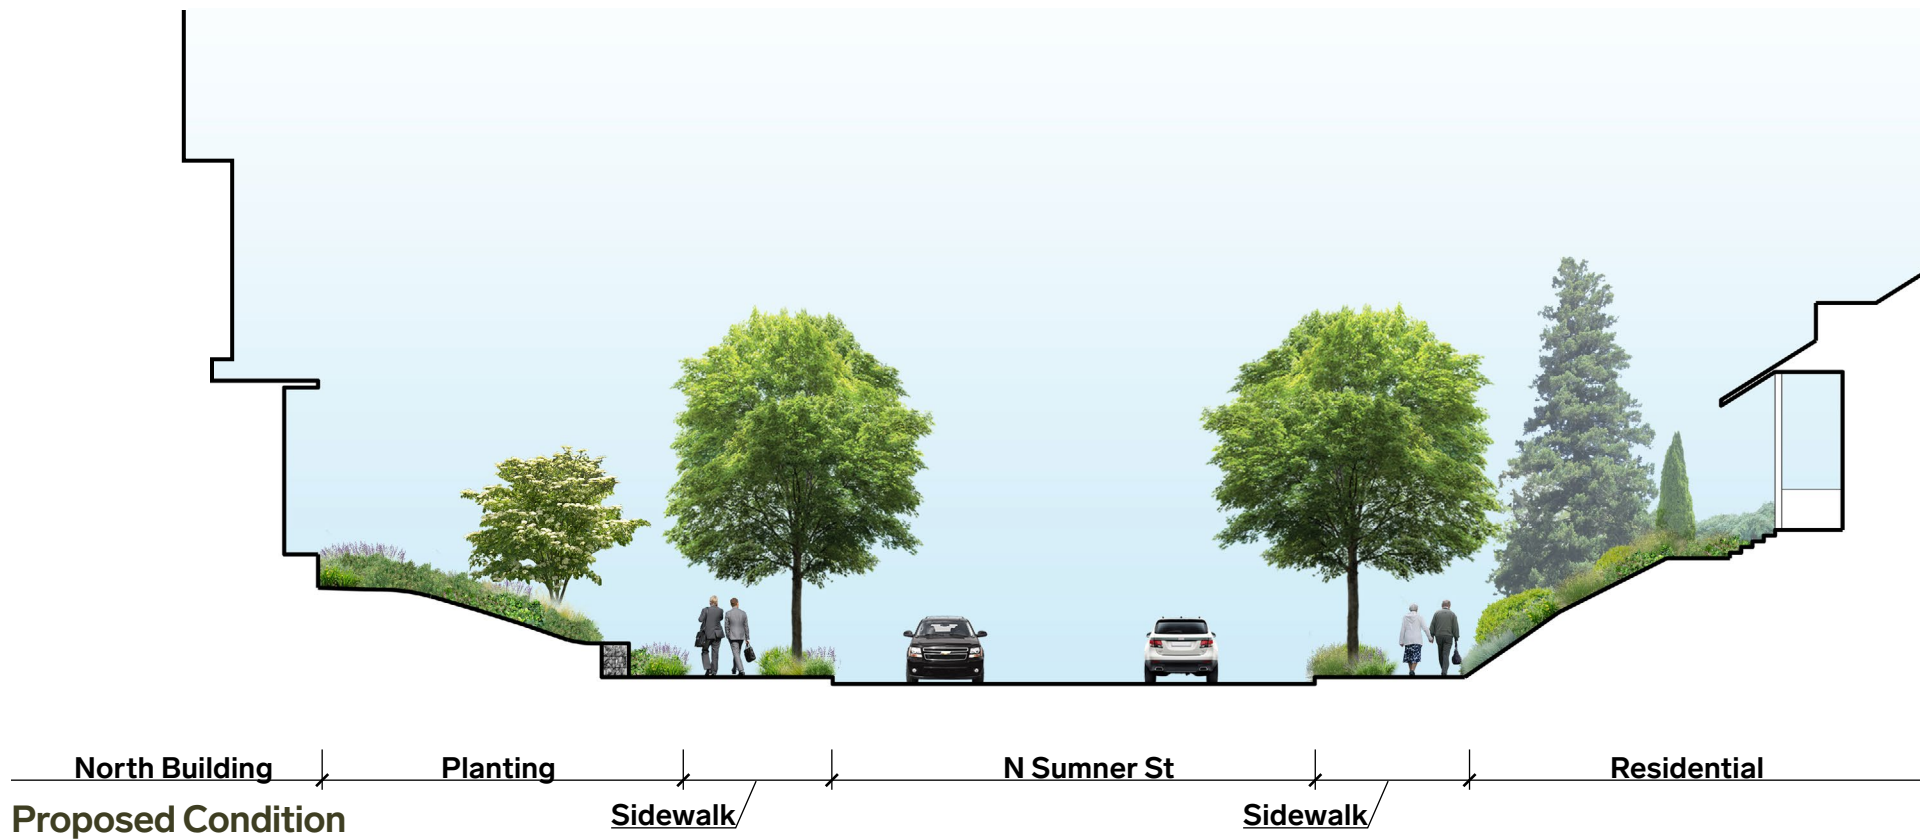 North Building
Planting
N Sumner St
Residential
Sidewalk
Sidewalk
Proposed Condition